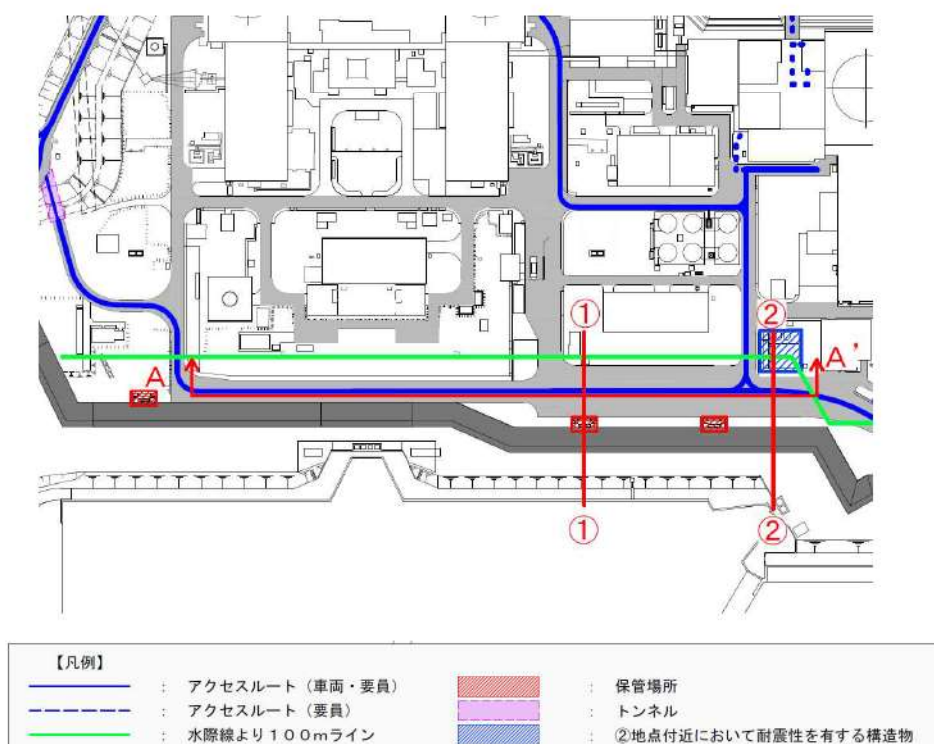 ① ②
A A'
① ②
【凡例】
: アクセスルート（車両・要員） : 保管場所
: アクセスルート（要員） : トンネル
: 水際線より１００ｍライン : ②地点付近において耐震性を有する構造物